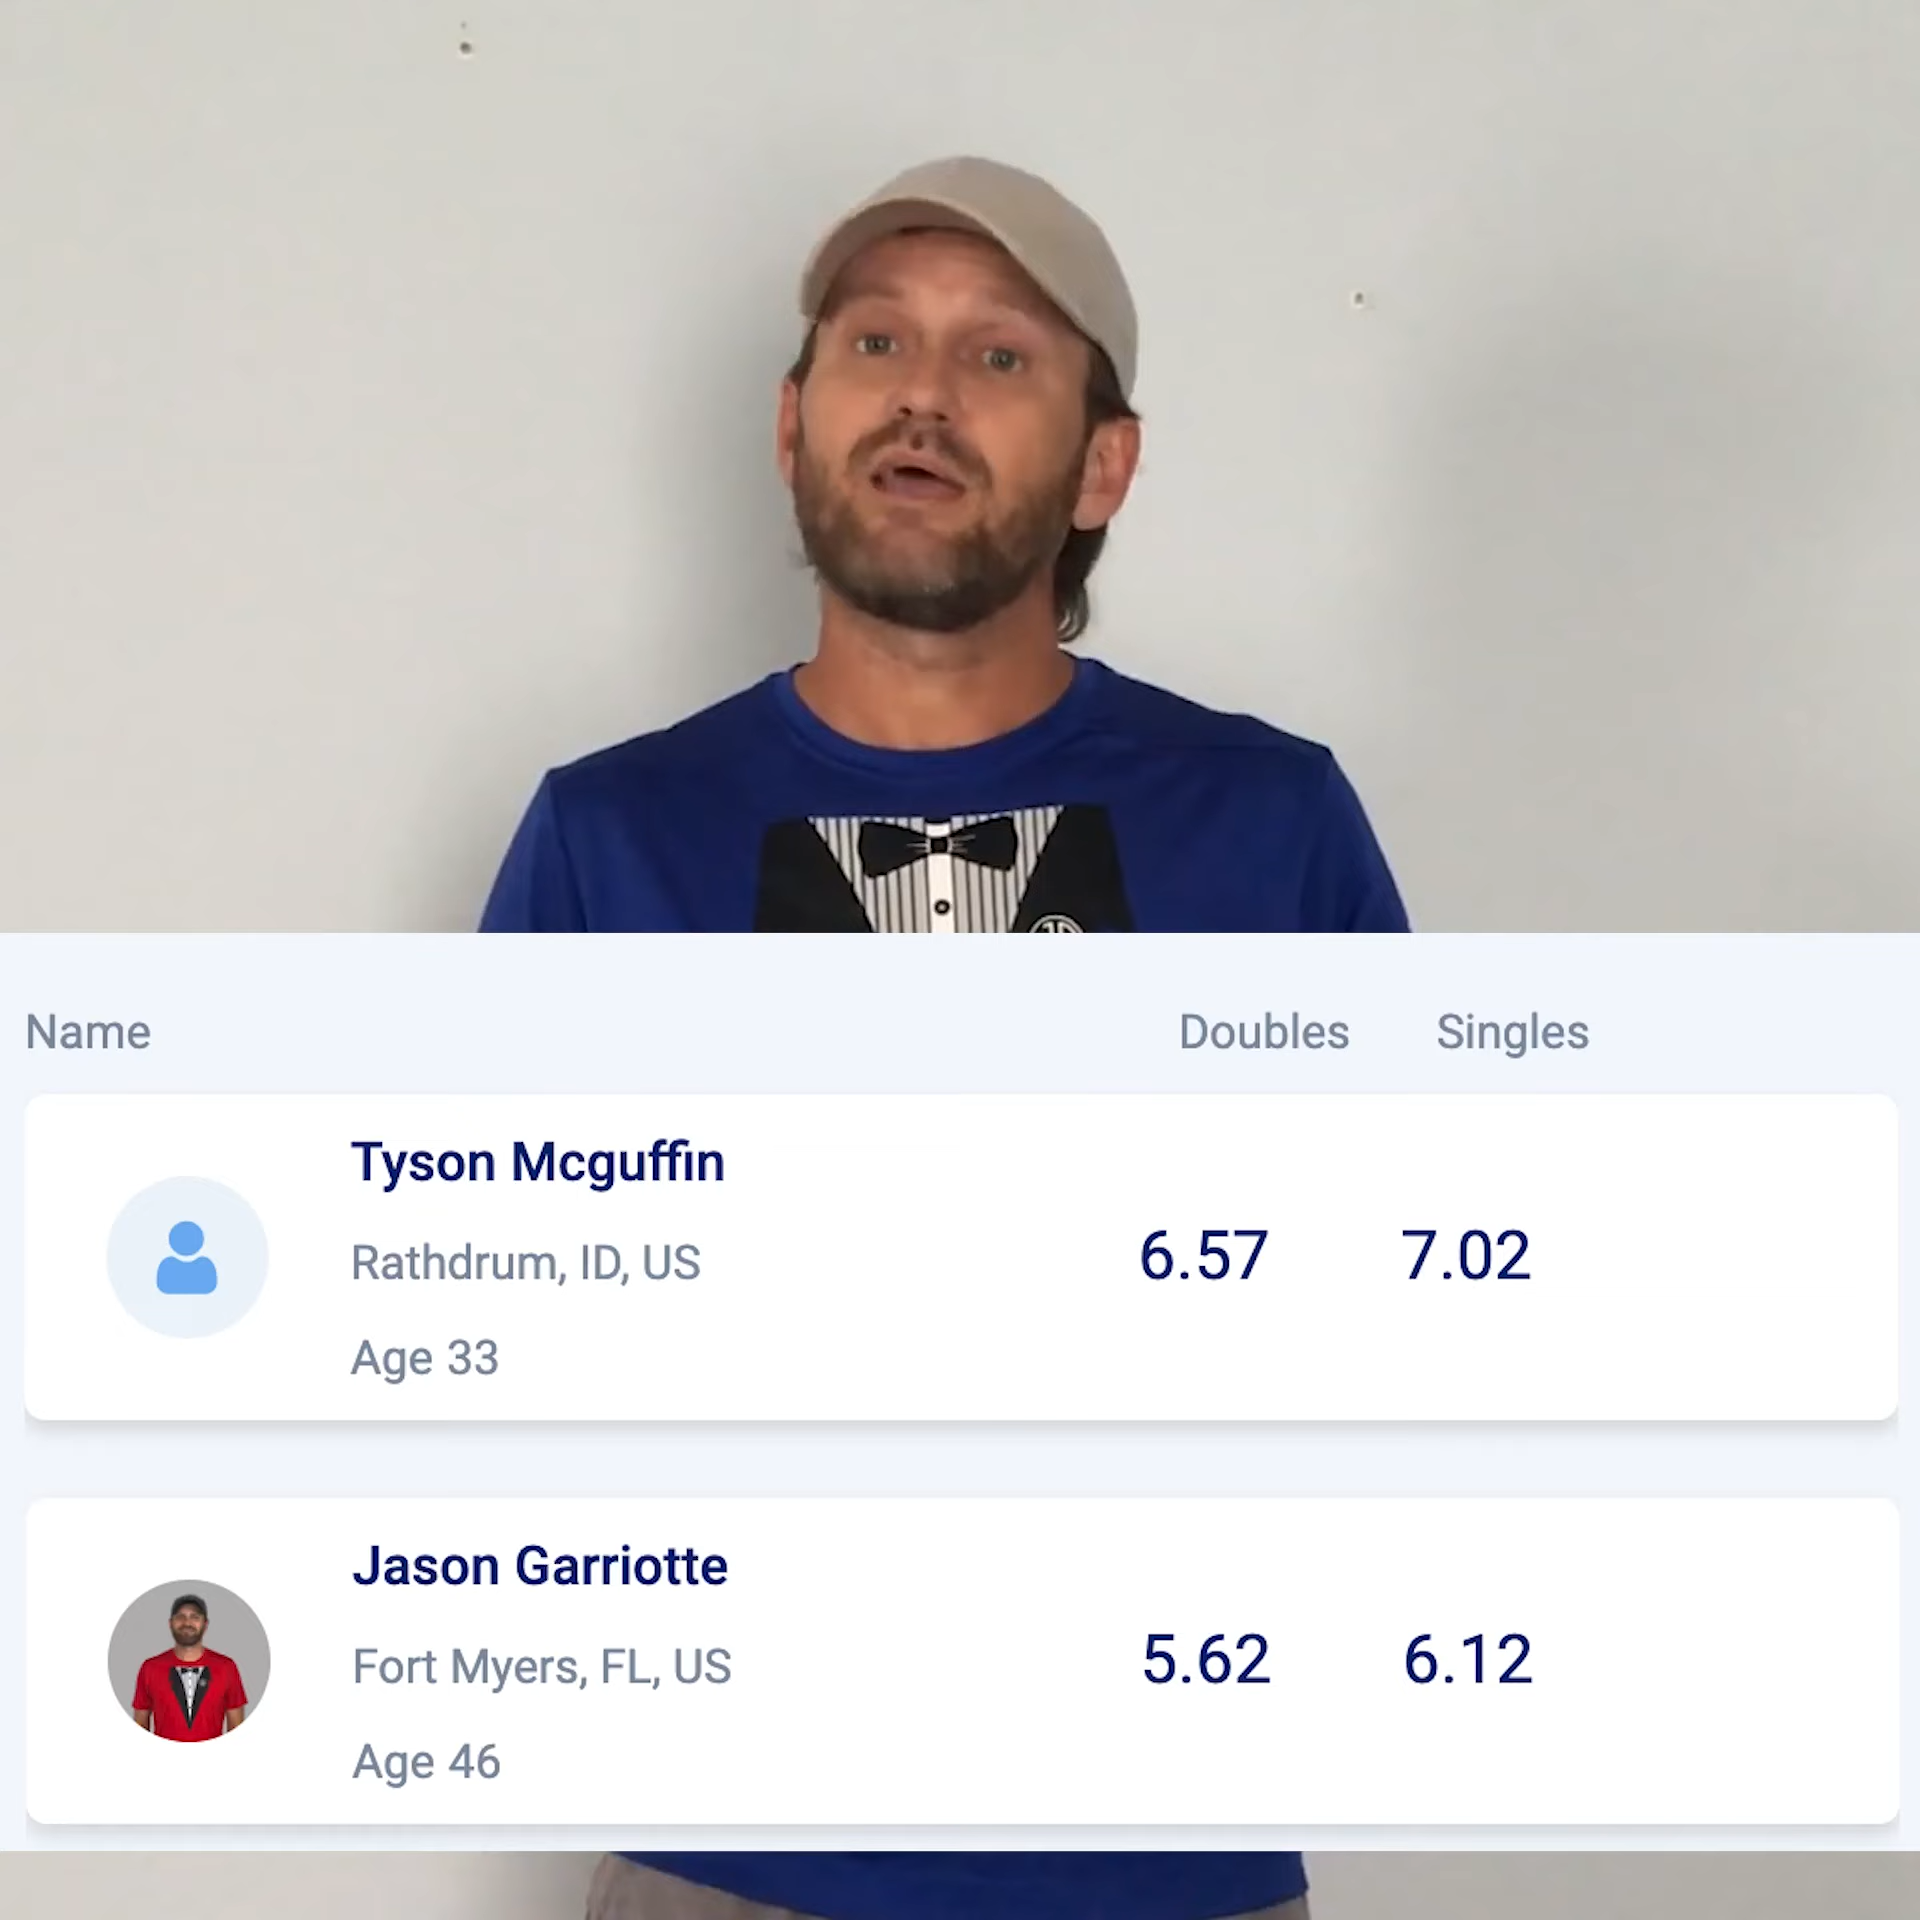 Name Doubles Singles
Tyson Mcguffin
Rathdrum, ID, US
6.57 7.02
Age 33
Jason Garriotte
Fort Myers, FL, US
5.62 6.12
Age 46